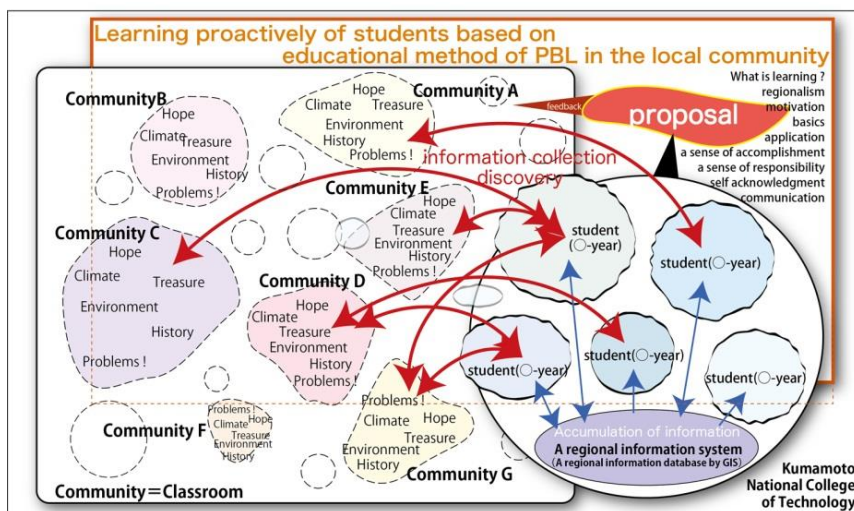 Learning proactively of students based on
educational method of PBL in the local community
Community A
Hope
Climate Treasure
Environment
History
Problems !
CommunityB
Hope
Climate
Treasure
Environment
History
Problems !
feedback
proposal
What is learning ?
regionalism
motivation
basics
application
a sense of accomplishment
a sense of responsibility
self acknowledgment
communication
information collection
discovery
Community E
Hope
Climate
Treasure
Environment
History
Problems !
Community C
Hope
Climate
Treasure
Environment
History
Problems !
Community D
Hope
Climate
Treasure
Environment
History
Problems !
student
(○-year)
student(○-year)
student(○-year)
student(○-year)
student(○-year)
Community F
Problems !
Hope
Climate
Treasure
Environment
History
Problems !
Climate
Hope
Treasure
Environment
History
Community G
Accumulation of information
A regional information system
(A regional information database by GIS)
Community=Classroom
Kumamoto
National College
of Technology